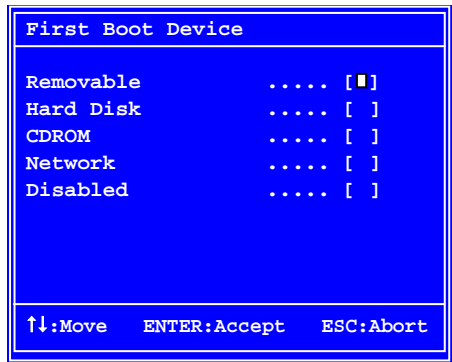 First Boot Device
Removable ..... [■]
Hard Disk ..... [ ]
CDROM ..... [ ]
Network ..... [ ]
Disabled ..... [ ]
↑↓:Move ENTER:Accept ESC:Abort